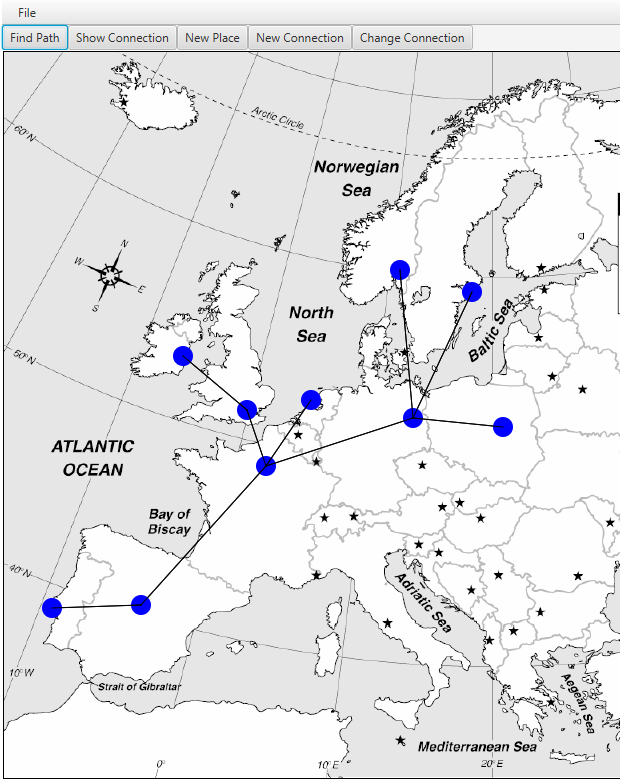 File
Find Path
Show Connection
New Place
New Connection
Change Connection
Arctic Circle
60°N
Norwegian
Sea
N
W
E
S
North
Sea
Baltic Sea
50°N
ATLANTIC
OCEAN
Bay of
Biscay
40°N
Adriatic Sea
10°W
Strait of Gibraltar
Aegean Sea
Mediterranean Sea
0°
10°E
20°E